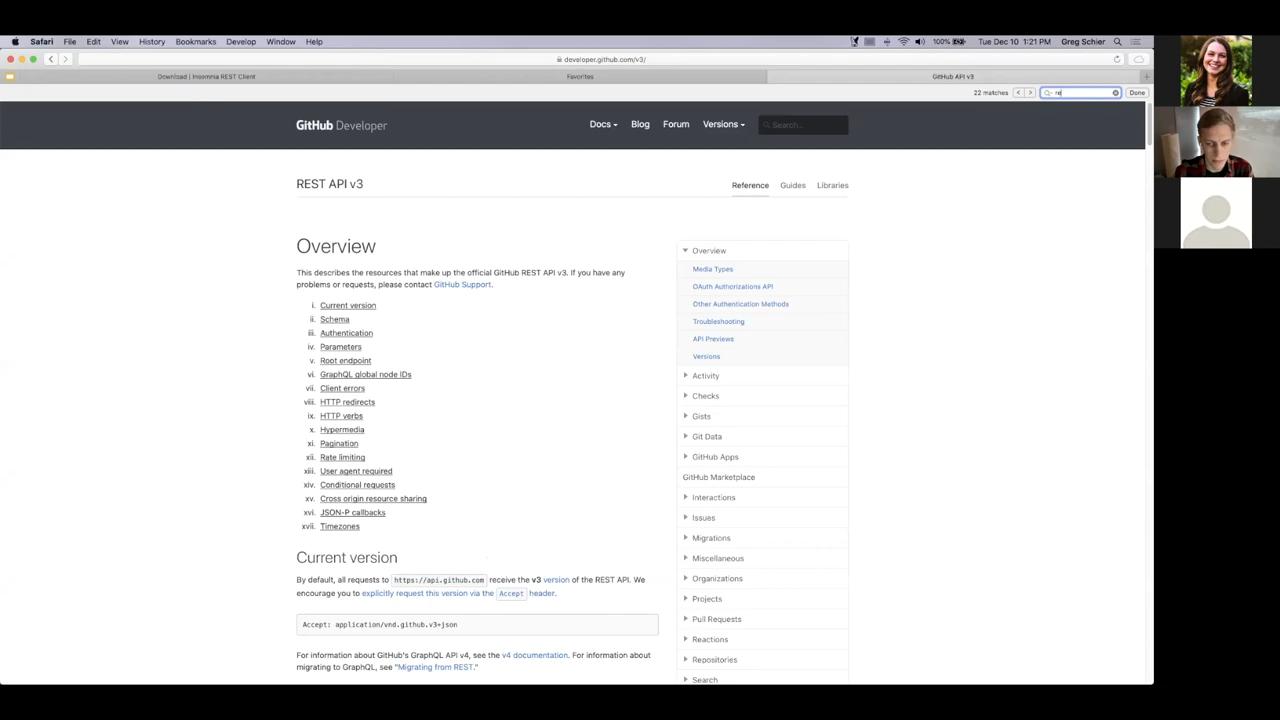 Safari File Edit View History Bookmarks Develop Window Help
100% Tue Dec 10 1:21 PM Greg Schier
developer.github.com/v3/
Download | Insomnia REST Client Favorites GitHub API v3
22 matches re Done
GitHub Developer Docs Blog Forum Versions Search...
REST API v3 Reference Guides Libraries
Overview
This describes the resources that make up the official GitHub REST API v3. If you have any
problems or requests, please contact GitHub Support.
i. Current version
ii. Schema
iii. Authentication
iv. Parameters
v. Root endpoint
vi. GraphQL global node IDs
vii. Client errors
viii. HTTP redirects
ix. HTTP verbs
x. Hypermedia
xi. Pagination
xii. Rate limiting
xiii. User agent required
xiv. Conditional requests
xv. Cross origin resource sharing
xvi. JSON-P callbacks
xvii. Timezones
Current version
By default, all requests to https://api.github.com receive the v3 version of the REST API. We
encourage you to explicitly request this version via the Accept header.
Accept: application/vnd.github.v3+json
For information about GitHub's GraphQL API v4, see the v4 documentation. For information about
migrating to GraphQL, see "Migrating from REST."
Overview
Media Types
OAuth Authorizations API
Other Authentication Methods
Troubleshooting
API Previews
Versions
Activity
Checks
Gists
Git Data
GitHub Apps
GitHub Marketplace
Interactions
Issues
Migrations
Miscellaneous
Organizations
Projects
Pull Requests
Reactions
Repositories
Search